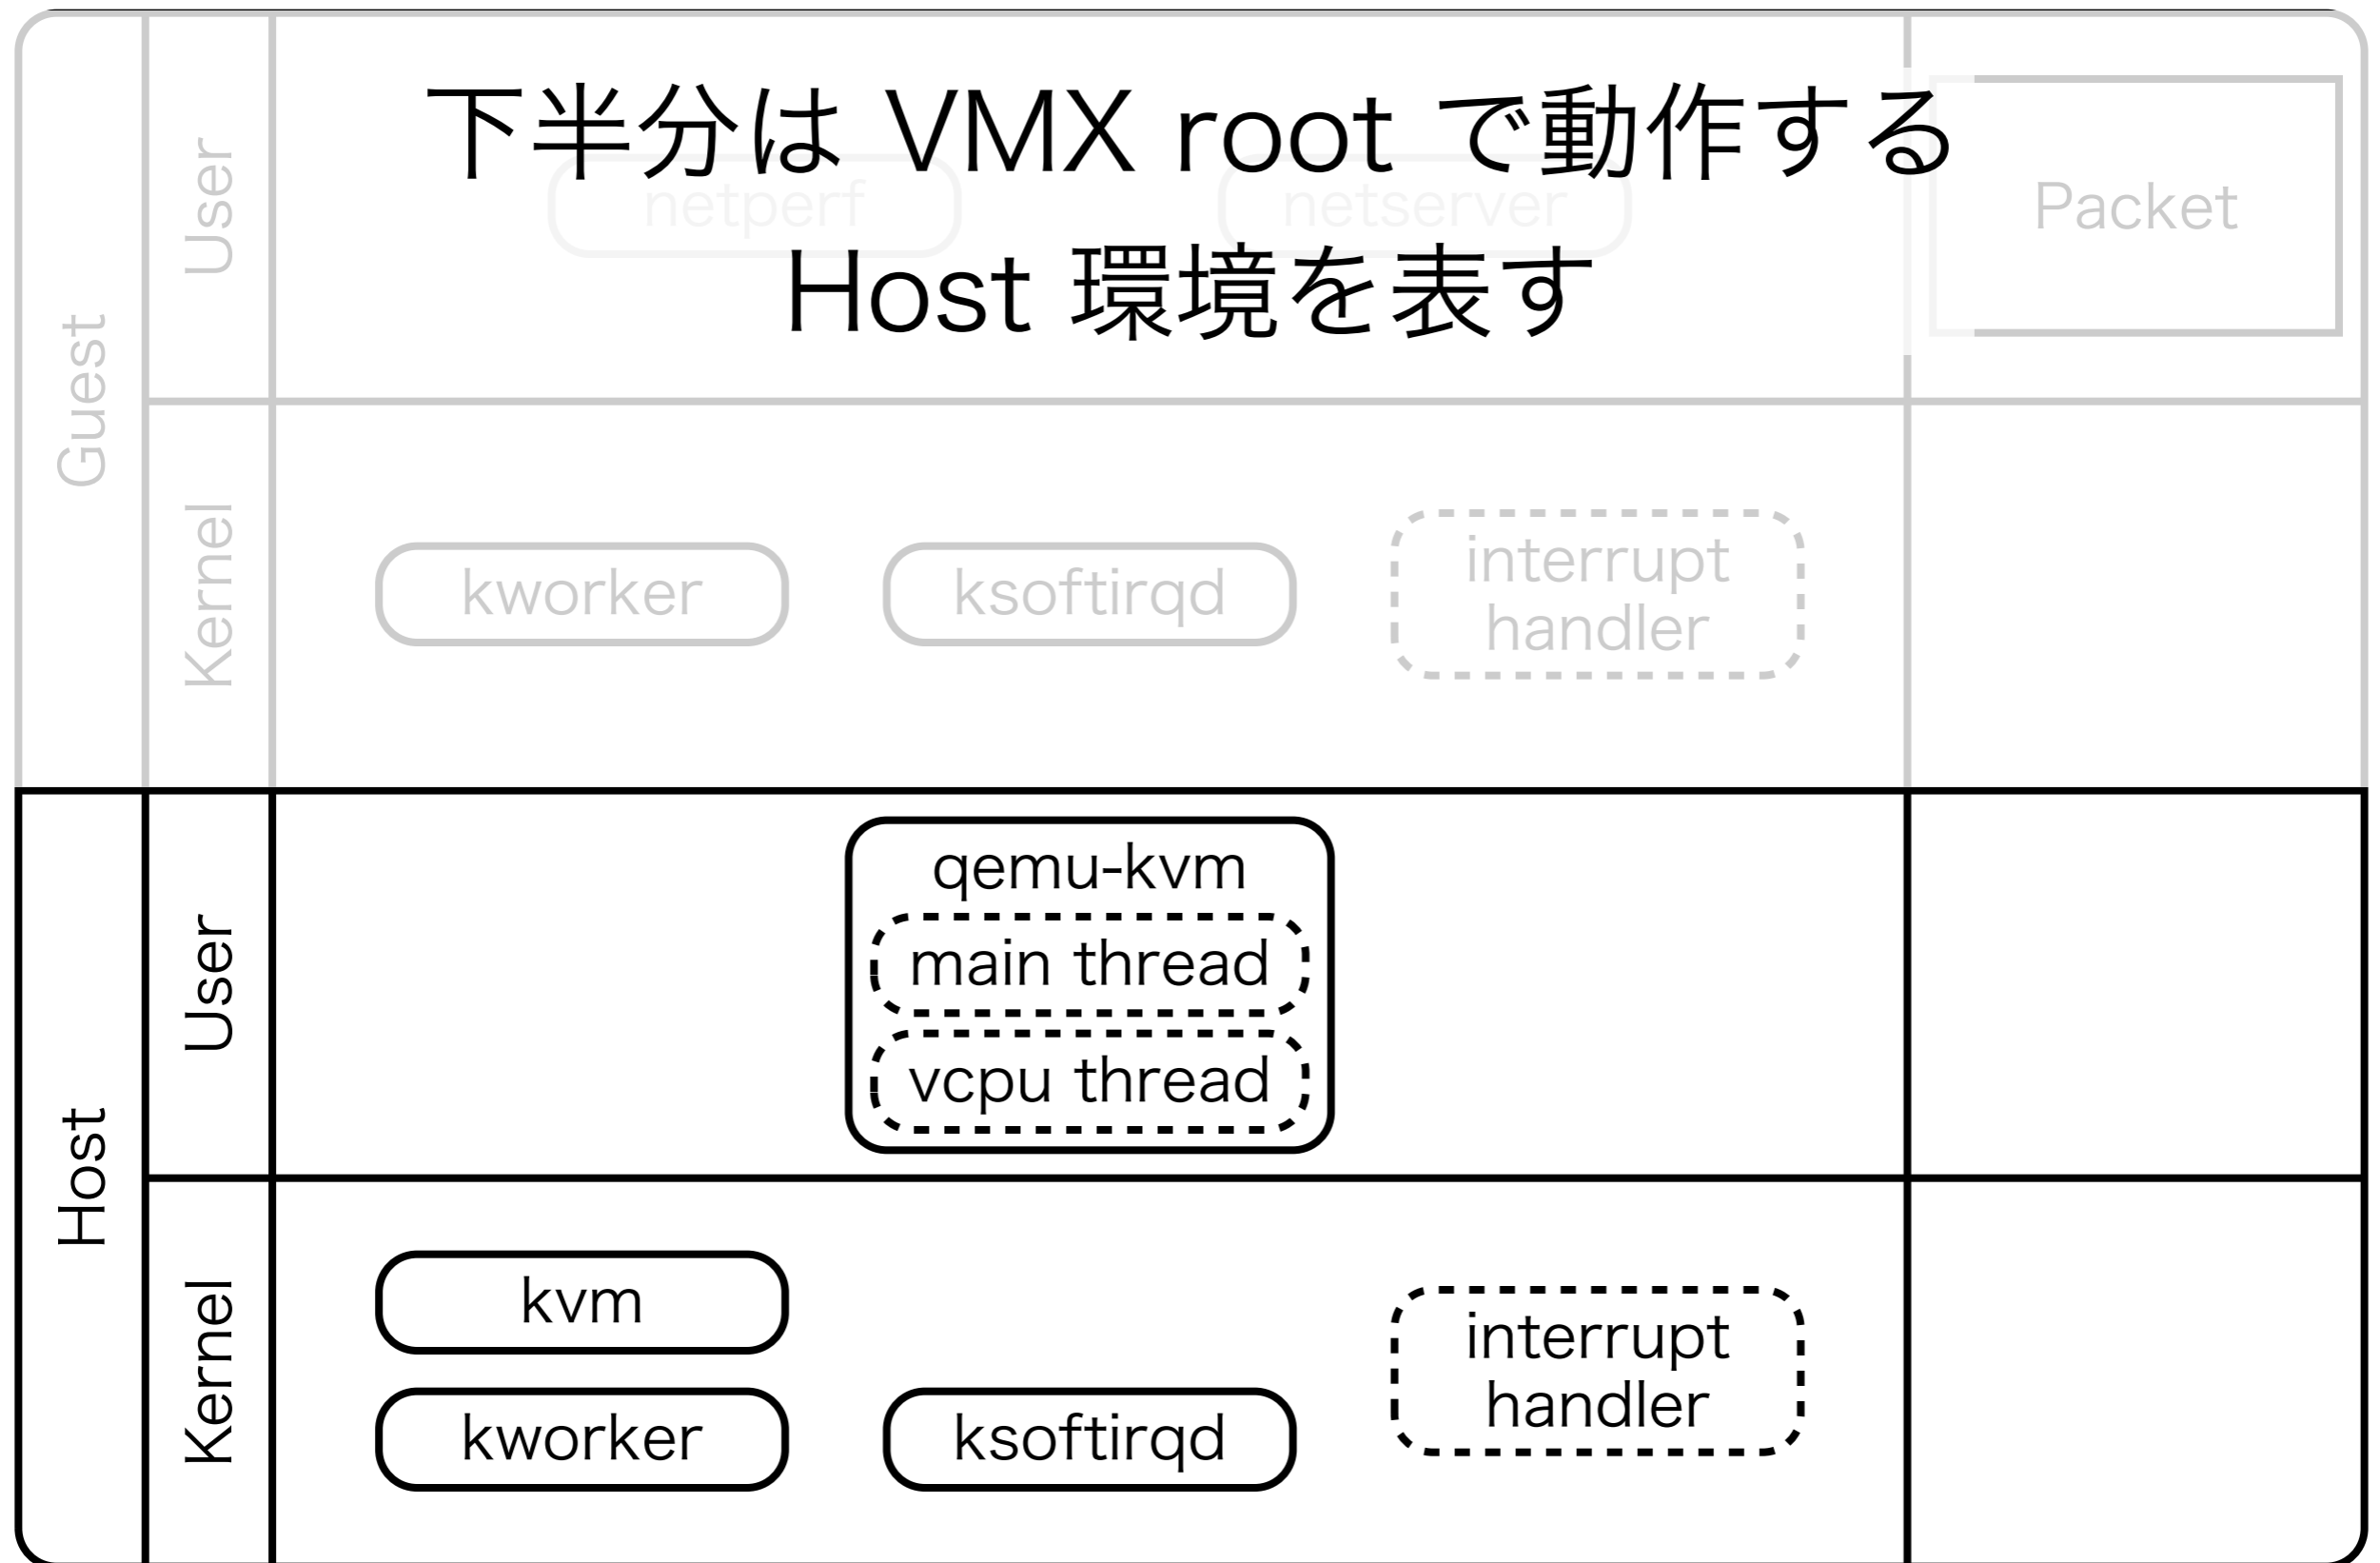 下半分は VMX root で動作する
Host 環境を表す
Guest
User
netperf
netserver
Packet
Kernel
kworker
ksoftirqd
interrupt
handler
Host
User
qemu-kvm
main thread
vcpu thread
Kernel
kvm
kworker
ksoftirqd
interrupt
handler